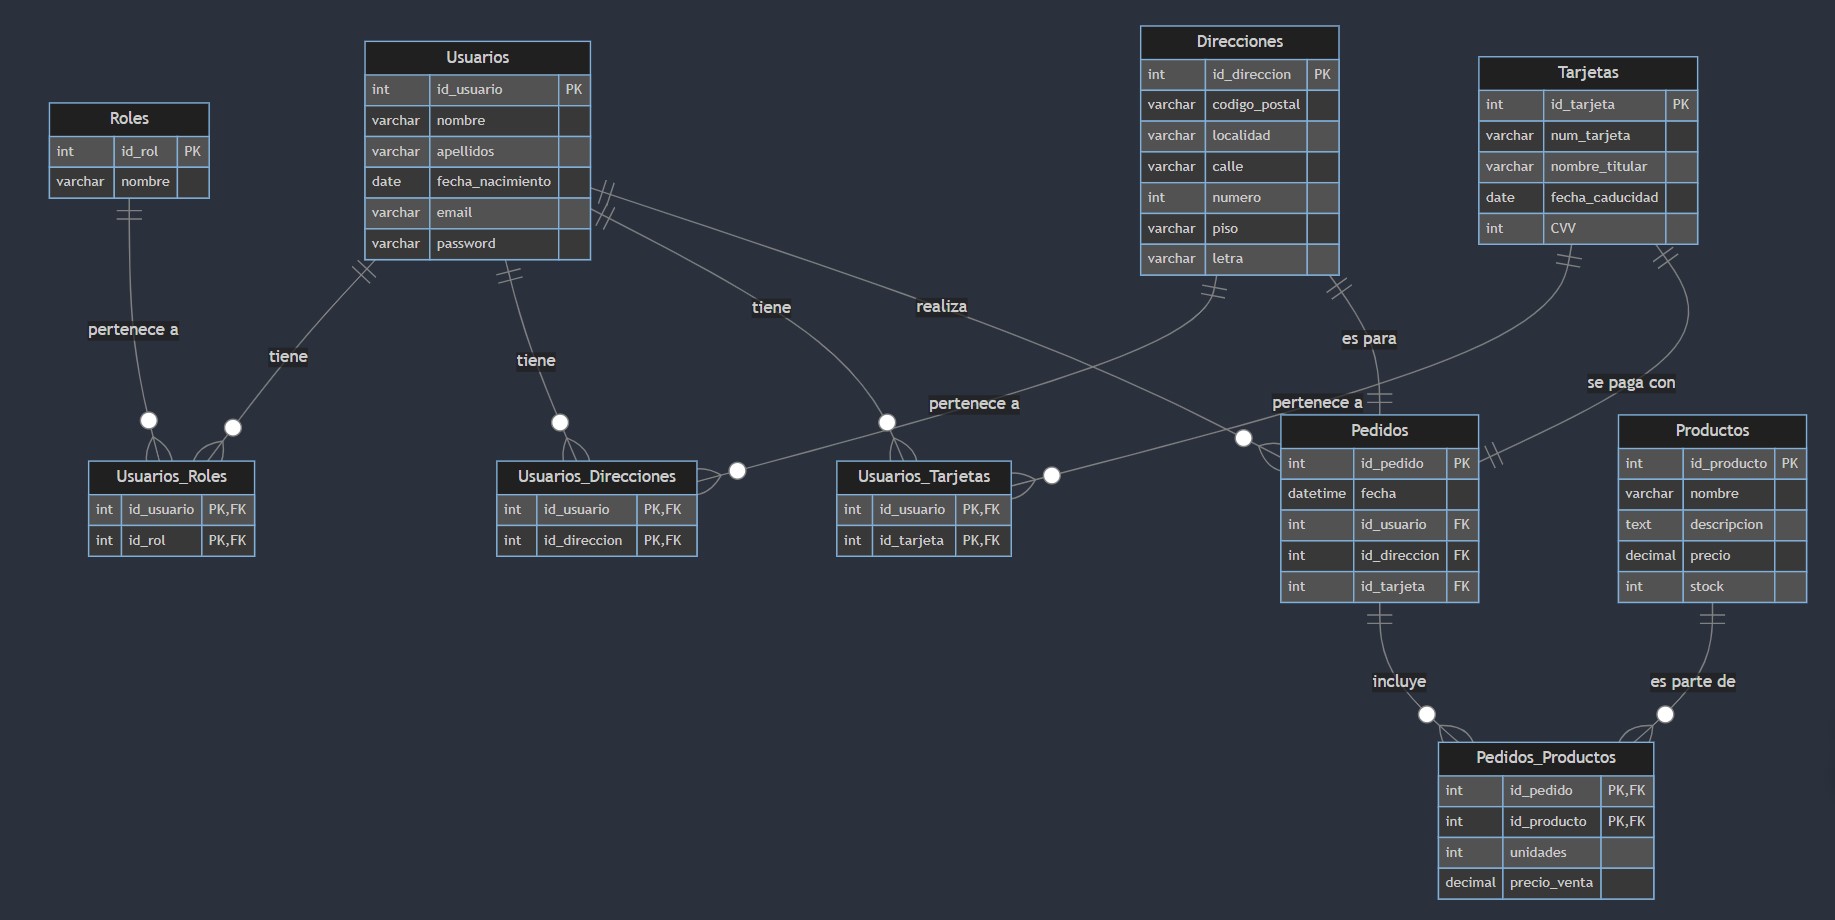 Roles
int id_rol PK
varchar nombre
Usuarios
int id_usuario PK
varchar nombre
varchar apellidos
date fecha_nacimiento
varchar email
varchar password
Direcciones
int id_direccion PK
varchar codigo_postal
varchar localidad
varchar calle
int numero
varchar piso
varchar letra
Tarjetas
int id_tarjeta PK
varchar num_tarjeta
varchar nombre_titular
date fecha_caducidad
int CVV
pertenece a
tiene
tiene
tiene
realiza
pertenece a
es para
pertenece a
se paga con
Usuarios_Roles
int id_usuario PK,FK
int id_rol PK,FK
Usuarios_Direcciones
int id_usuario PK,FK
int id_direccion PK,FK
Usuarios_Tarjetas
int id_usuario PK,FK
int id_tarjeta PK,FK
Pedidos
int id_pedido PK
datetime fecha
int id_usuario FK
int id_direccion FK
int id_tarjeta FK
Productos
int id_producto PK
varchar nombre
text descripcion
decimal precio
int stock
incluye
es parte de
Pedidos_Productos
int id_pedido PK,FK
int id_producto PK,FK
int unidades
decimal precio_venta